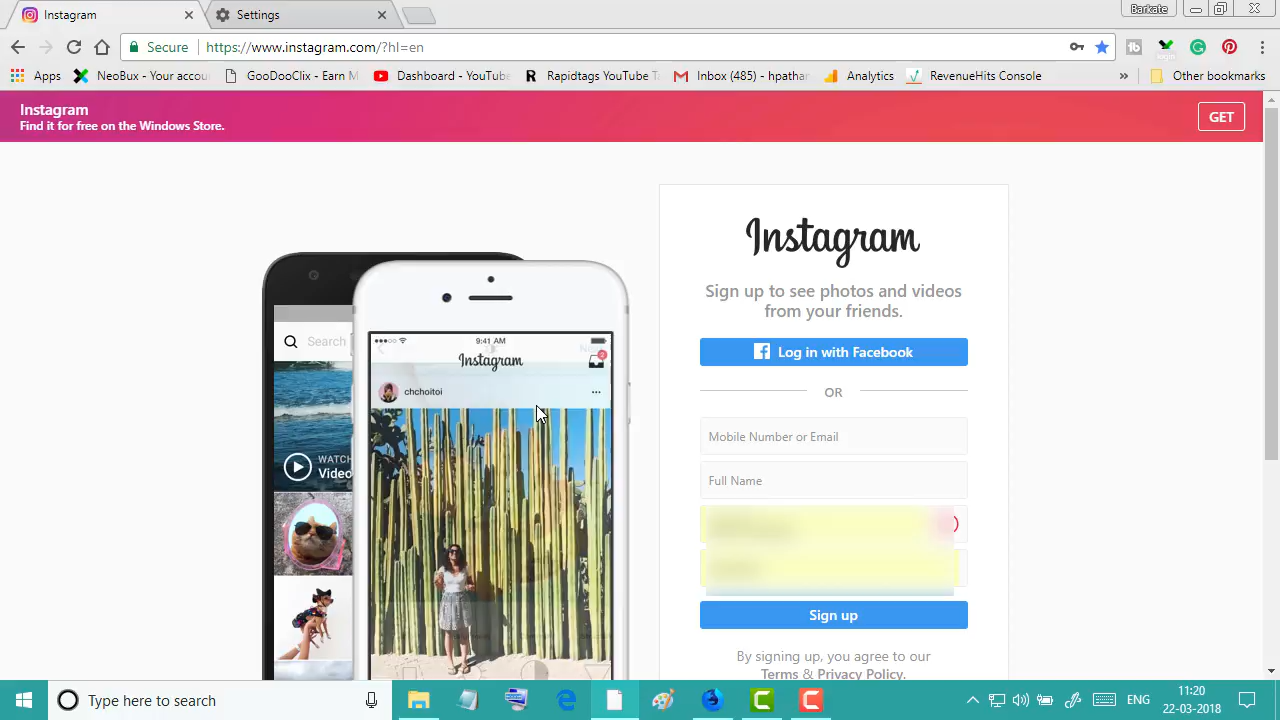 Instagram
Settings
Barkate
Secure
https://www.instagram.com/?hl=en
Apps
NeoBux - Your accou
GooDooClix - Earn M
Dashboard - YouTube
Rapidtags YouTube T
Inbox (485) - mpathar
Analytics
RevenueHits Console
»
Other bookmarks
Instagram
Find it for free on the Windows Store.
GET
Instagram
Sign up to see photos and videos
from your friends.
Log in with Facebook
OR
Mobile Number or Email
Full Name
Sign up
By signing up, you agree to our
Terms & Privacy Policy.
Search
WATCH
Video
9:41 AM
Instagram
chchoitoi
Type here to search
ENG
11:20
22-03-2018